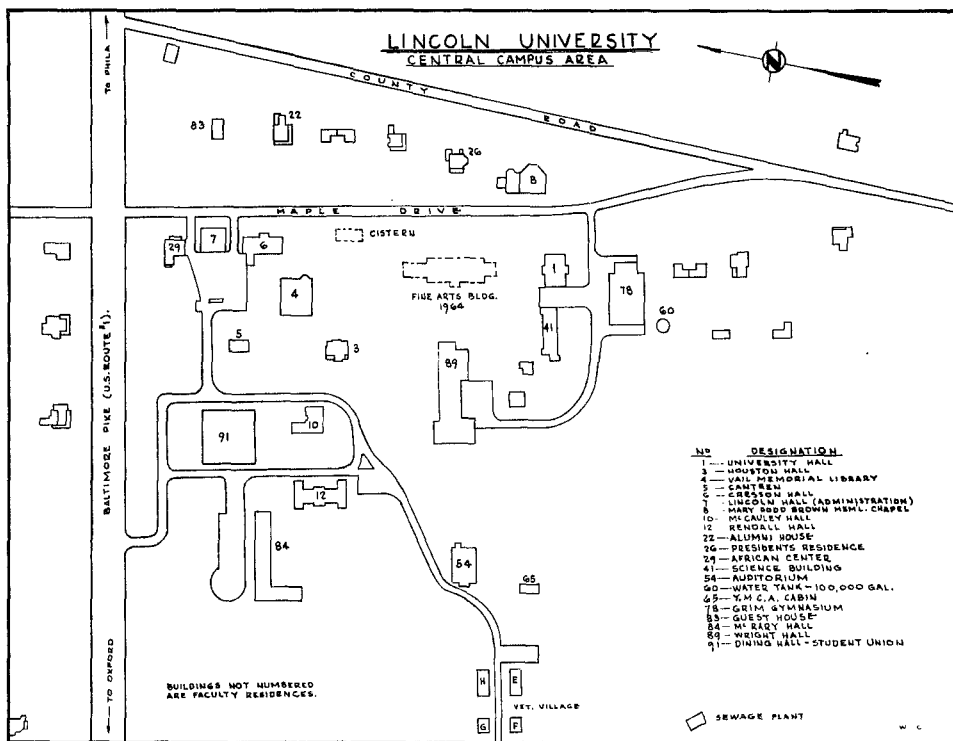 LINCOLN UNIVERSITY
CENTRAL CAMPUS AREA
N
TO PHILA
COUNTY ROAD
83
22
26
8
MAPLE DRIVE
29
7
6
CISTERN
4
FINE ARTS BLDG.
1964
1
78
60
41
5
3
89
BALTIMORE PIKE (U.S. ROUTE #1).
91
10
12
84
54
65
NO DESIGNATION
1 — UNIVERSITY HALL
3 — HOUSTON HALL
4 — VAIL MEMORIAL LIBRARY
5 — CANTEEN
6 — CRESSON HALL
7 LINCOLN HALL (ADMINISTRATION)
8 MARY DODD BROWN MEML. CHAPEL
10 — McCAULEY HALL
12 RENDALL HALL
22 — ALUMNI HOUSE
26 — PRESIDENTS RESIDENCE
29 — AFRICAN CENTER
41 — SCIENCE BUILDING
54 — AUDITORIUM
60 — WATER TANK — 100,000 GAL.
65 — Y.M.C.A. CABIN
78 — GRIM GYMNASIUM
83 — GUEST HOUSE
84 — McRARY HALL
89 — WRIGHT HALL
91 — DINING HALL - STUDENT UNION
TO OXFORD
BUILDINGS NOT NUMBERED
ARE FACULTY RESIDENCES.
H
E
VET. VILLAGE
G
F
SEWAGE PLANT
W C